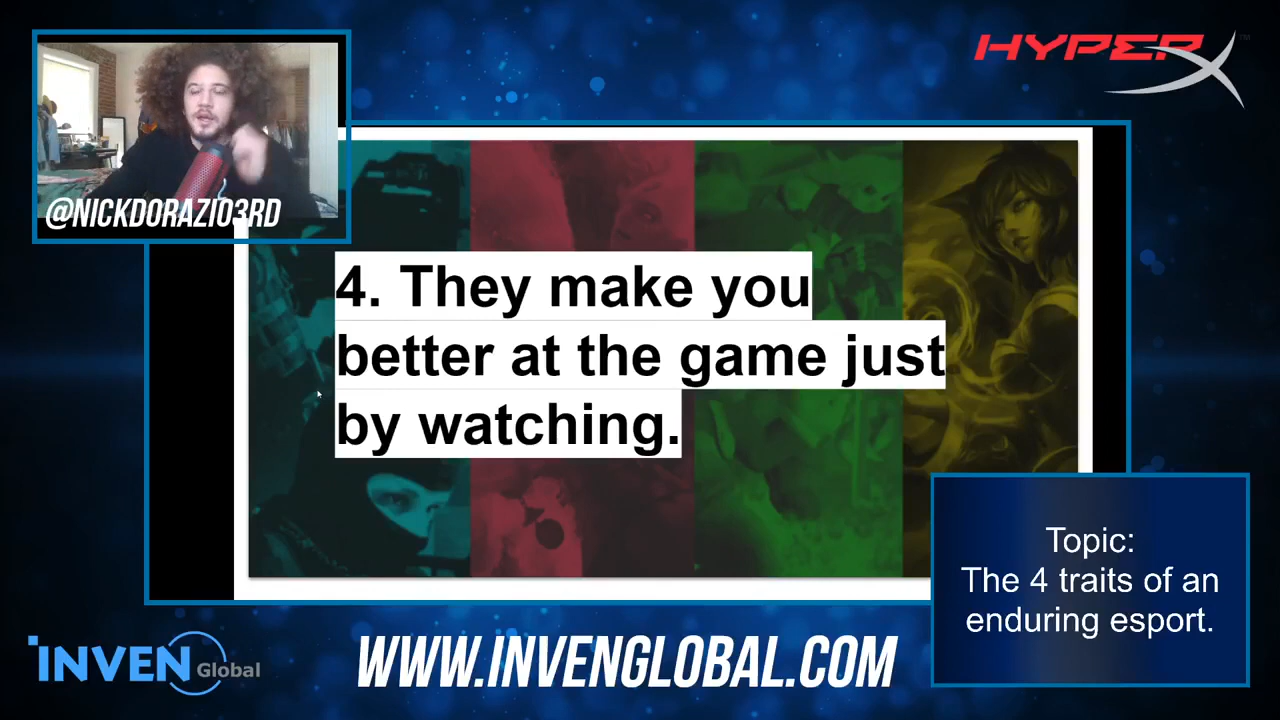 HYPERX
@NICKDORAZIO3RD
4. They make you
better at the game just
by watching.
Topic:
The 4 traits of an
enduring esport.
INVEN Global
WWW.INVENGLOBAL.COM